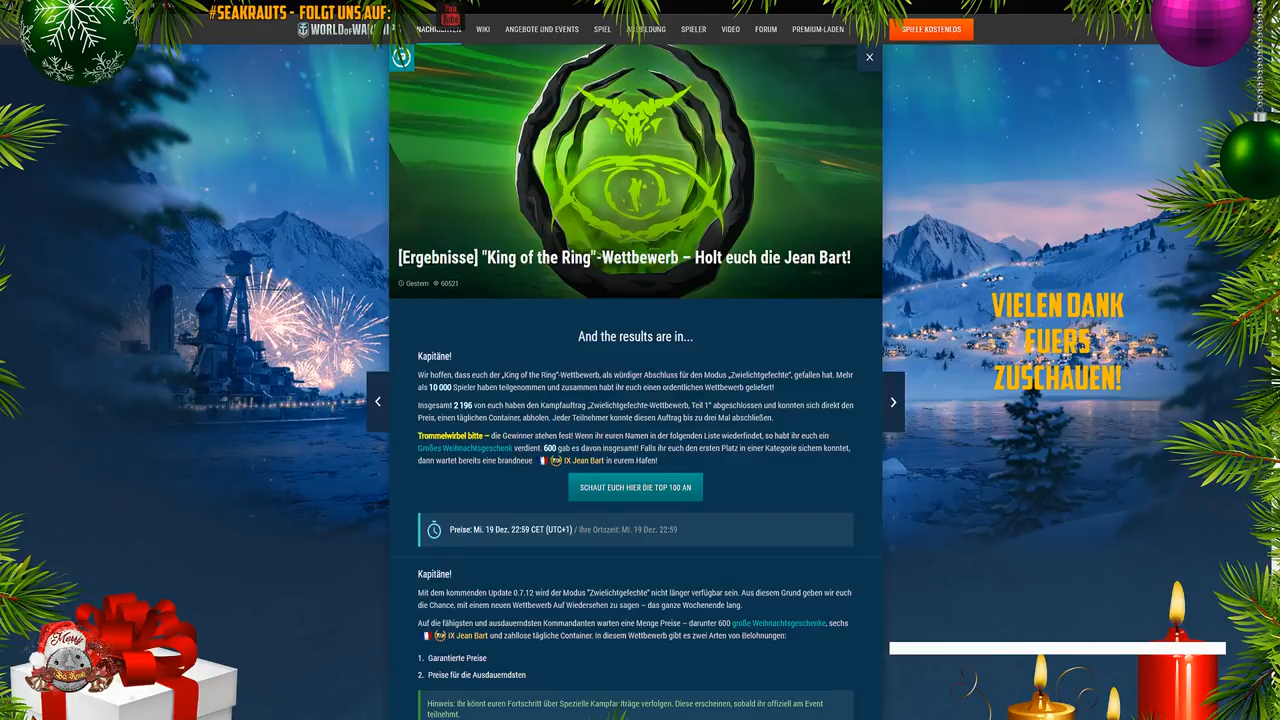 #SEAKRAUTS - FOLGT UNS AUF:
You
Tube
WORLD OF WA
NACHRICHTEN WIKI ANGEBOTE UND EVENTS SPIEL AUSBILDUNG SPIELER VIDEO FORUM PREMIUM-LADEN
SPIELE KOSTENLOS
X
[Ergebnisse] "King of the Ring"-Wettbewerb – Holt euch die Jean Bart!
Gestern 60521
And the results are in...
Kapitäne!
Wir hoffen, dass euch der „King of the Ring"-Wettbewerb, als würdiger Abschluss für den Modus „Zwielichtgefechte", gefallen hat. Mehr
als 10 000 Spieler haben teilgenommen und zusammen habt ihr euch einen ordentlichen Wettbewerb geliefert!
Insgesamt 2 196 von euch haben den Kampfauftrag „Zwielichtgefechte-Wettbewerb, Teil 1" abgeschlossen und konnten sich direkt den
Preis, einen täglichen Container, abholen. Jeder Teilnehmer konnte diesen Auftrag bis zu drei Mal abschließen.
Trommelwirbel bitte – die Gewinner stehen fest! Wenn ihr euren Namen in der folgenden Liste wiederfindet, so habt ihr euch ein
Großes Weihnachtsgeschenk verdient. 600 gab es davon insgesamt! Falls ihr euch den ersten Platz in einer Kategorie sichern konntet,
dann wartet bereits eine brandneue IX Jean Bart in eurem Hafen!
SCHAUT EUCH HIER DIE TOP 100 AN
Preise: Mi. 19 Dez. 22:59 CET (UTC+1) / Ihre Ortszeit: Mi. 19 Dez. 22:59
Kapitäne!
Mit dem kommenden Update 0.7.12 wird der Modus "Zwielichtgefechte" nicht länger verfügbar sein. Aus diesem Grund geben wir euch
die Chance, mit einem neuen Wettbewerb Auf Wiedersehen zu sagen – das ganze Wochenende lang.
Auf die fähigsten und ausdauerndsten Kommandanten warten eine Menge Preise – darunter 600 große Weihnachtsgeschenke, sechs
IX Jean Bart und zahllose tägliche Container. In diesem Wettbewerb gibt es zwei Arten von Belohnungen:
1. Garantierte Preise
2. Preise für die Ausdauerndsten
Hinweis: Ihr könnt euren Fortschritt über Spezielle Kampfaufträge verfolgen. Diese erscheinen, sobald ihr offiziell am Event
teilnehmt.
VIELEN DANK
EUERS
ZUSCHAUEN!
Merry